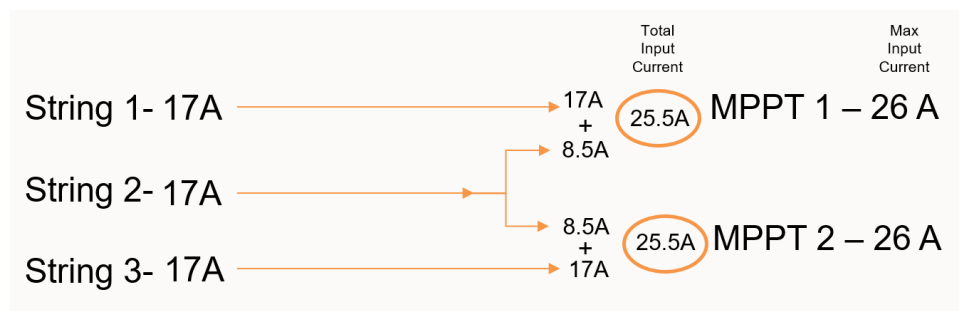 Total
Input
Current
Max
Input
Current
String 1- 17A
17A
+
8.5A
25.5A
MPPT 1 – 26 A
String 2- 17A
8.5A
+
17A
25.5A
MPPT 2 – 26 A
String 3- 17A